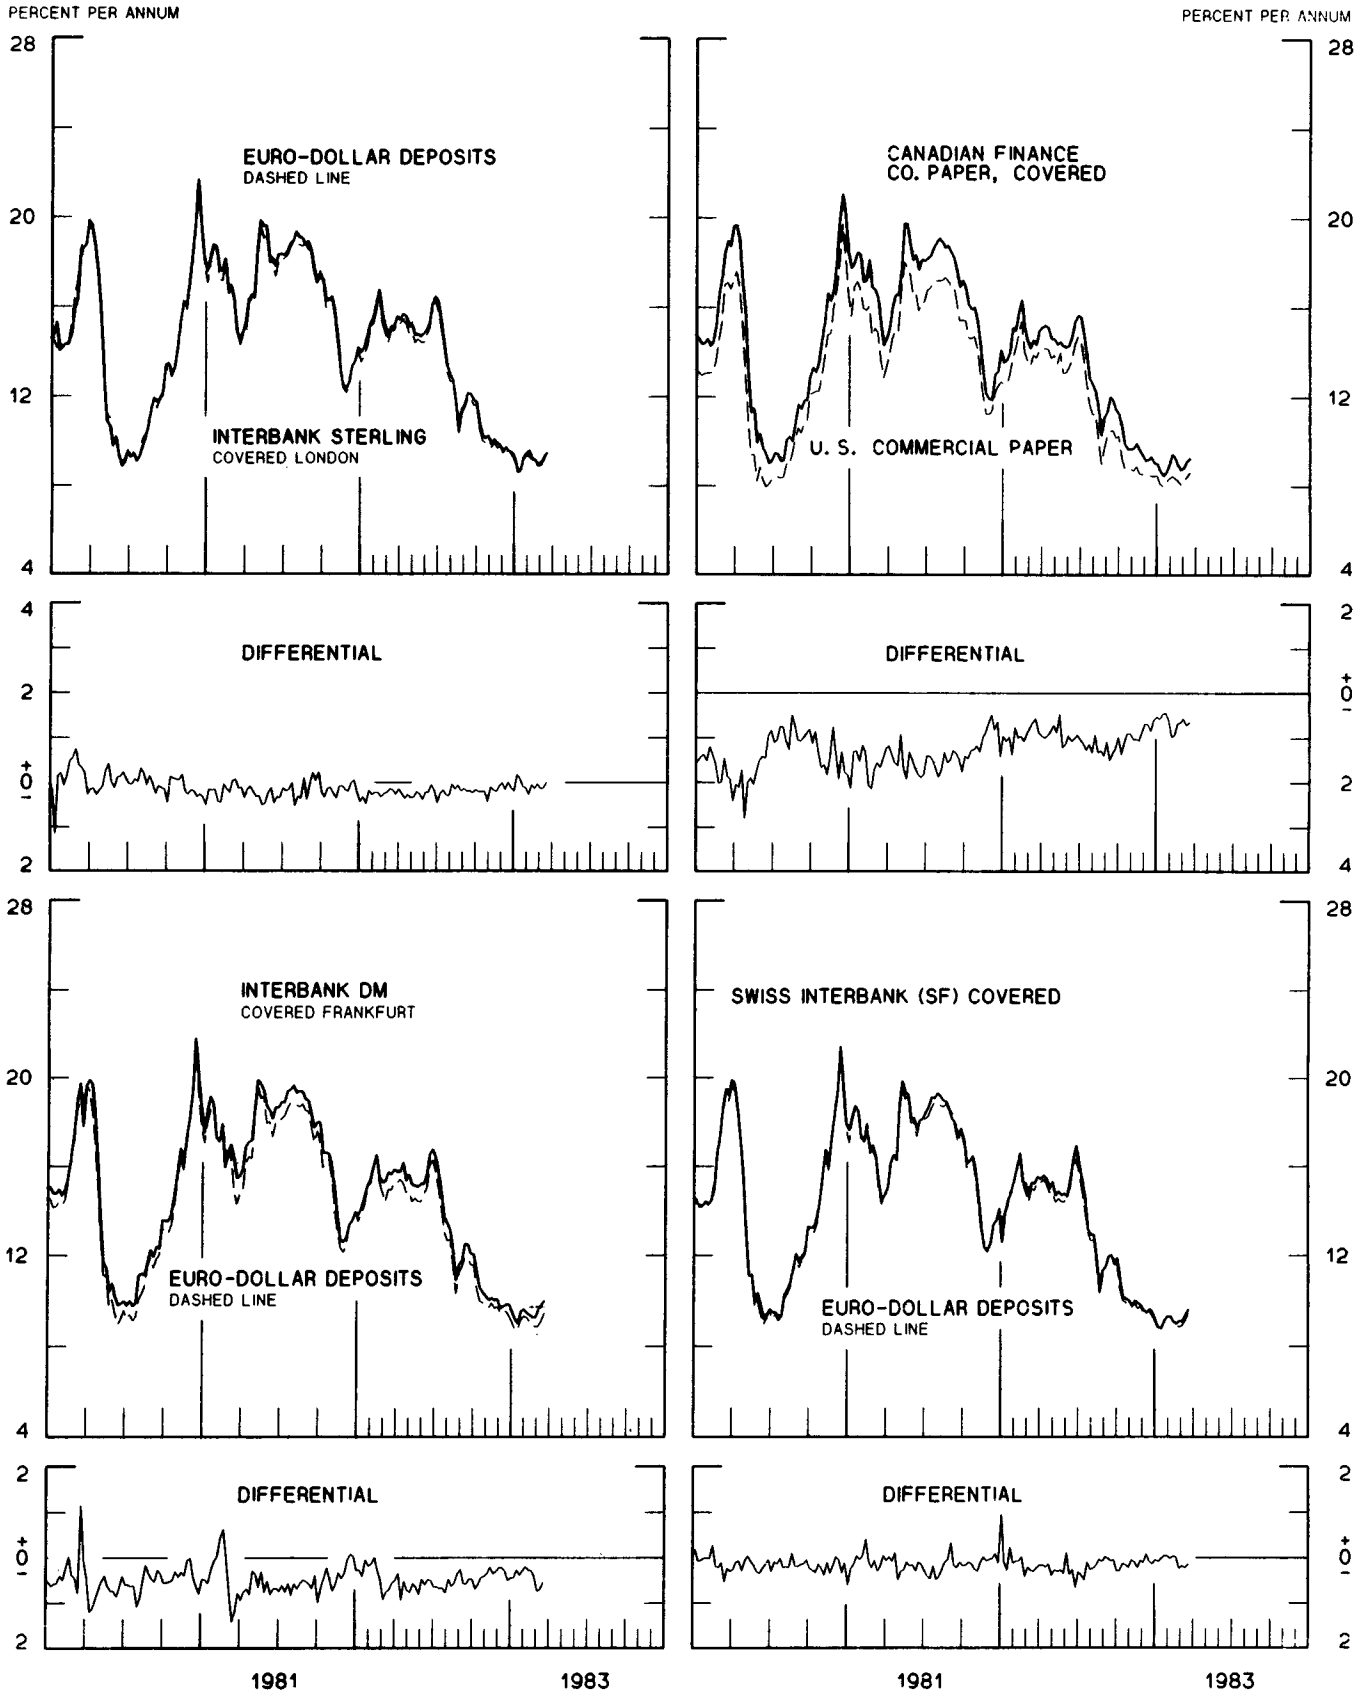 PERCENT PER ANNUM
PERCENT PER ANNUM
28
20
12
4
EURO-DOLLAR DEPOSITS
DASHED LINE
INTERBANK STERLING
COVERED LONDON
CANADIAN FINANCE
CO. PAPER, COVERED
U. S. COMMERCIAL PAPER
28
20
12
4
4
2
+
0
−
2
DIFFERENTIAL
DIFFERENTIAL
2
+
0
−
2
4
28
20
12
4
INTERBANK DM
COVERED FRANKFURT
EURO-DOLLAR DEPOSITS
DASHED LINE
SWISS INTERBANK (SF) COVERED
EURO-DOLLAR DEPOSITS
DASHED LINE
28
20
12
4
2
+
0
−
2
DIFFERENTIAL
DIFFERENTIAL
2
+
0
−
2
1981 1983
1981 1983